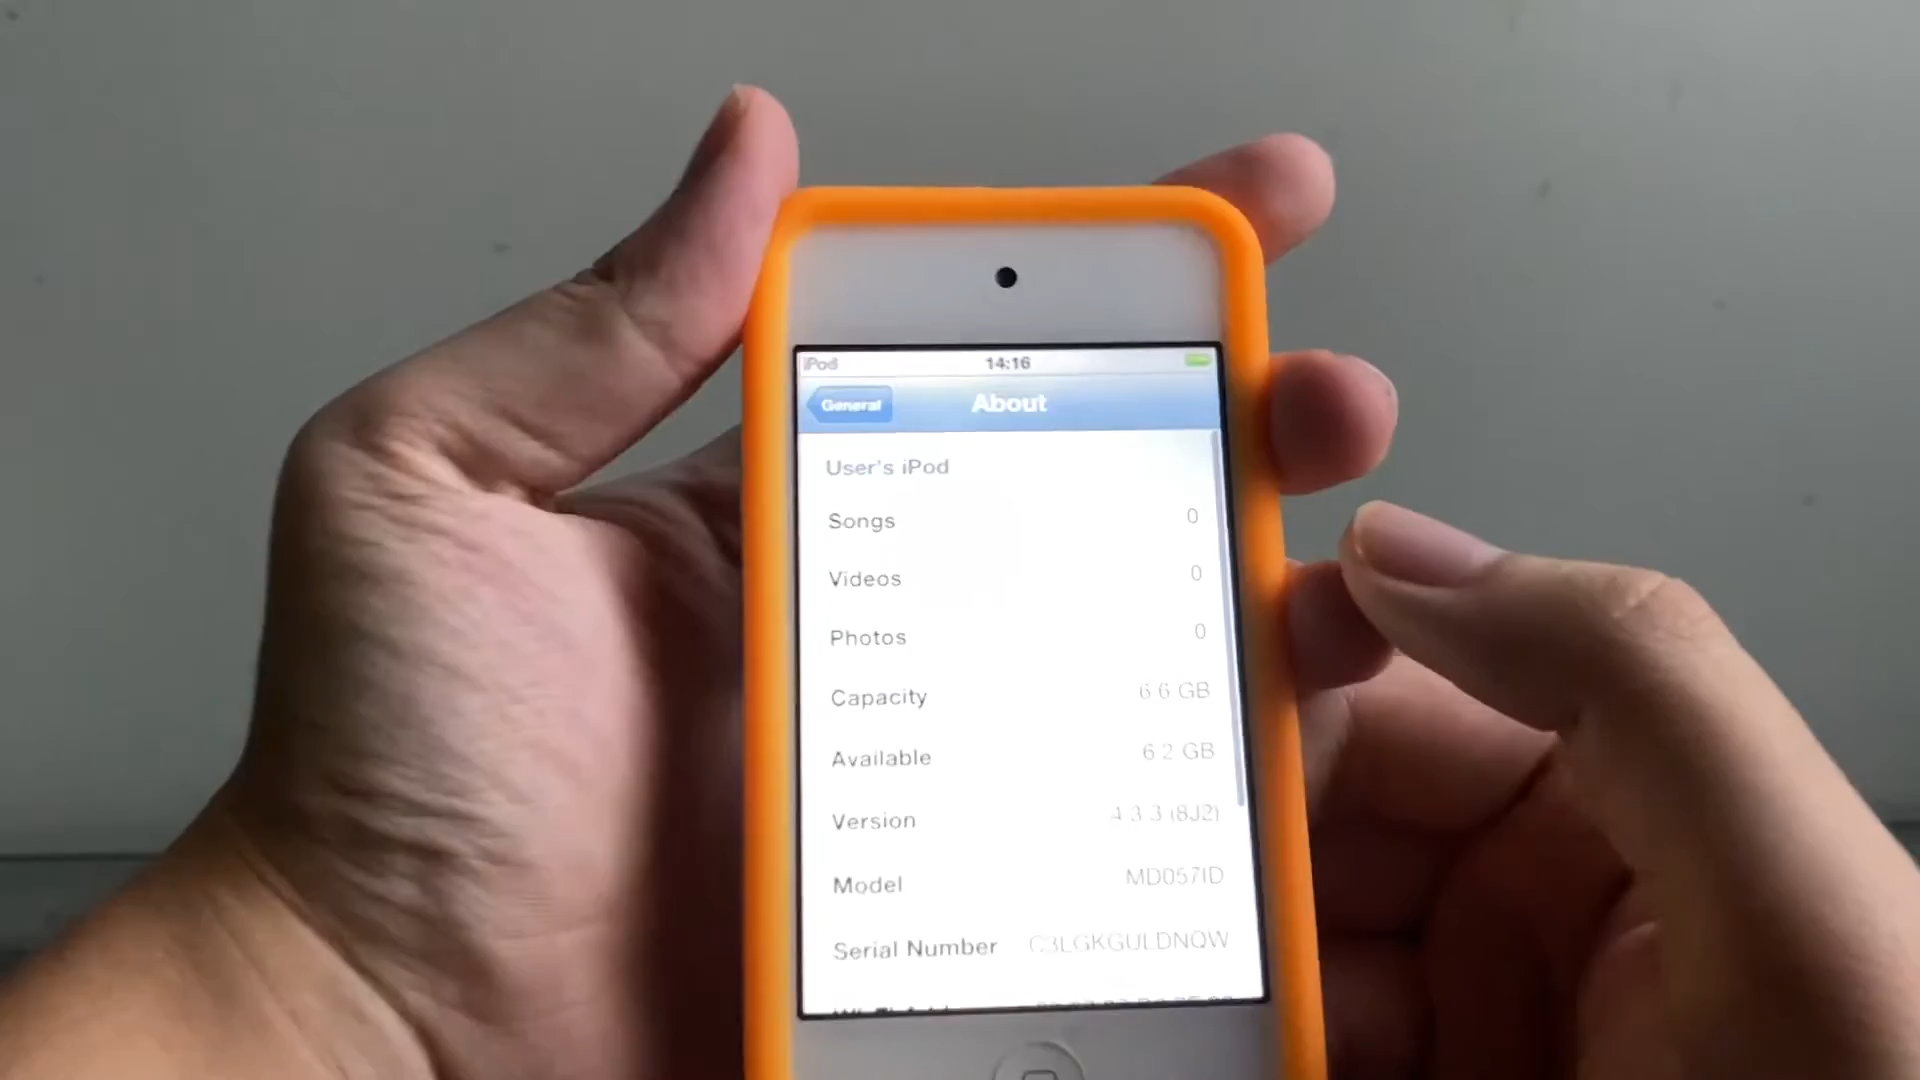 iPod 14:16
General About
User's iPod
Songs 0
Videos 0
Photos 0
Capacity 6.6 GB
Available 6.2 GB
Version 4.3.3 (8J2)
Model MD057ID
Serial Number C3LGKGULDNQW